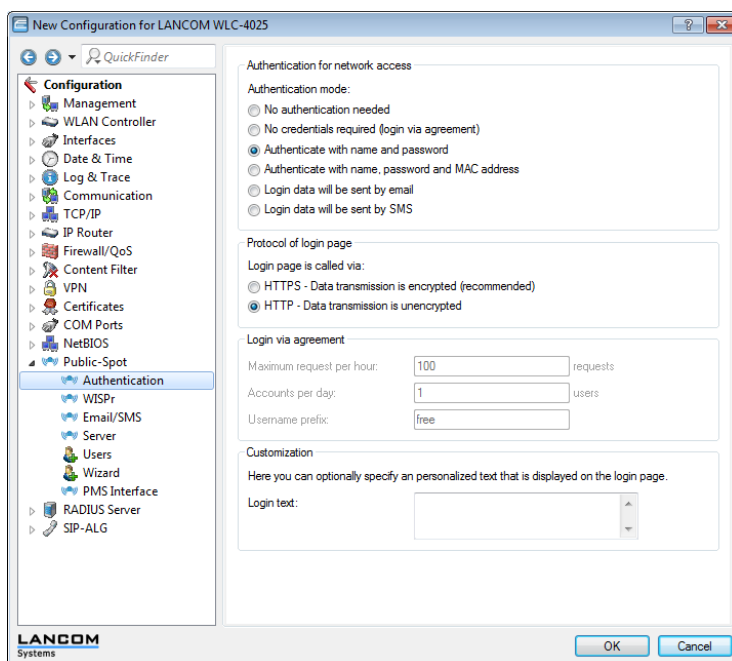 New Configuration for LANCOM WLC-4025
QuickFinder
Configuration
Management
WLAN Controller
Interfaces
Date & Time
Log & Trace
Communication
TCP/IP
IP Router
Firewall/QoS
Content Filter
VPN
Certificates
COM Ports
NetBIOS
Public-Spot
Authentication
WISPr
Email/SMS
Server
Users
Wizard
PMS Interface
RADIUS Server
SIP-ALG
Authentication for network access
Authentication mode:
No authentication needed
No credentials required (login via agreement)
Authenticate with name and password
Authenticate with name, password and MAC address
Login data will be sent by email
Login data will be sent by SMS
Protocol of login page
Login page is called via:
HTTPS - Data transmission is encrypted (recommended)
HTTP - Data transmission is unencrypted
Login via agreement
Maximum request per hour: 100 requests
Accounts per day: 1 users
Username prefix: free
Customization
Here you can optionally specify an personalized text that is displayed on the login page.
Login text:
LANCOM
Systems
OK Cancel